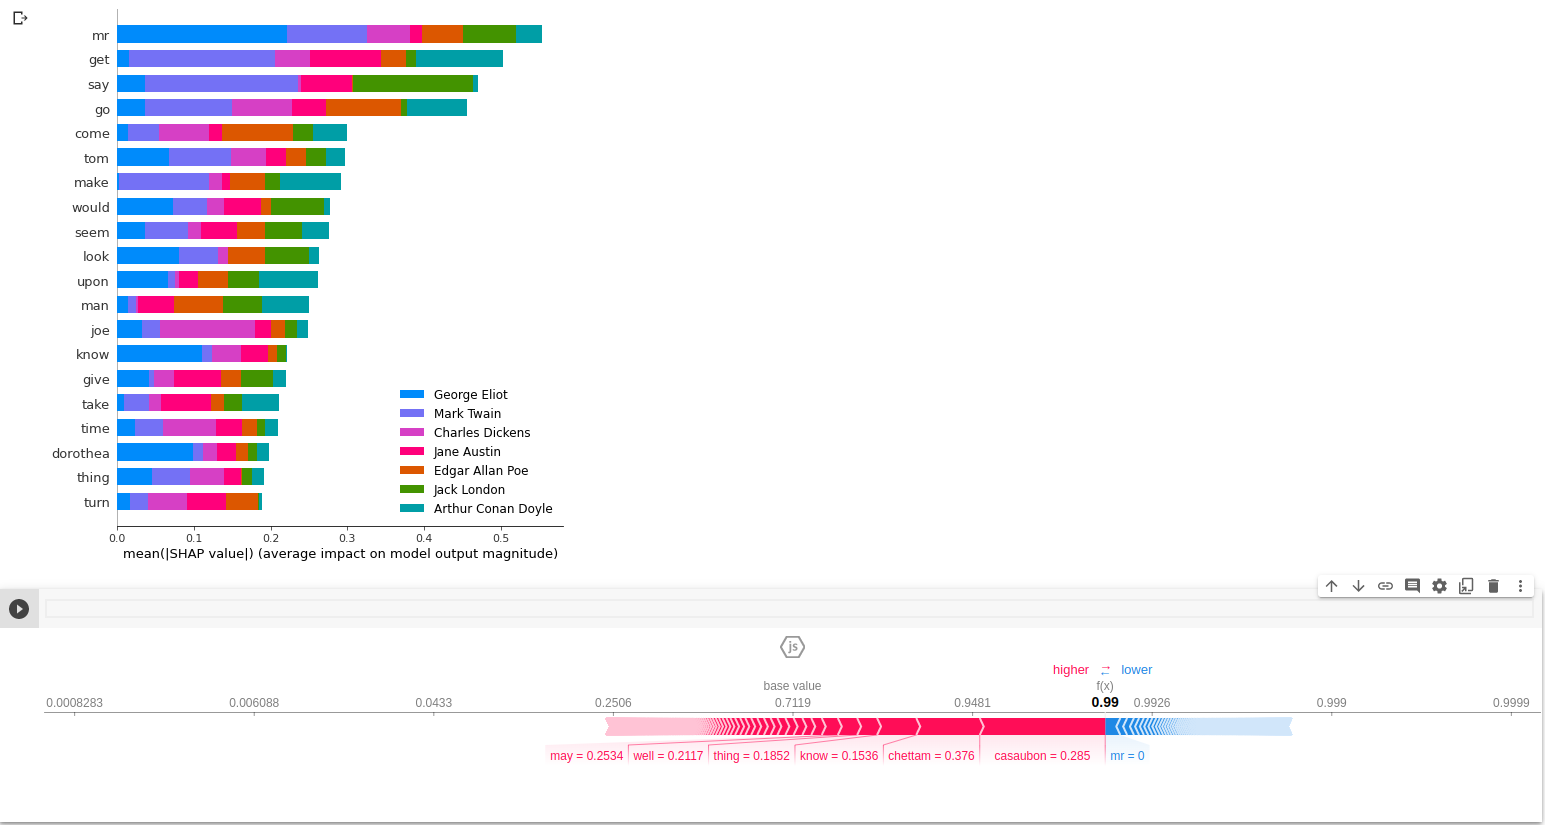 mr
get
say
go
come
tom
make
would
seem
look
upon
man
joe
know
give
take
time
dorothea
thing
turn
George Eliot
Mark Twain
Charles Dickens
Jane Austin
Edgar Allan Poe
Jack London
Arthur Conan Doyle
0.0 0.1 0.2 0.3 0.4 0.5
mean(|SHAP value|) (average impact on model output magnitude)
js
higher ⇄ lower
base value f(x)
0.0008283 0.006088 0.0433 0.2506 0.7119 0.9481 0.99 0.9926 0.999 0.9999
may = 0.2534 well = 0.2117 thing = 0.1852 know = 0.1536 chettam = 0.376 casaubon = 0.285 mr = 0